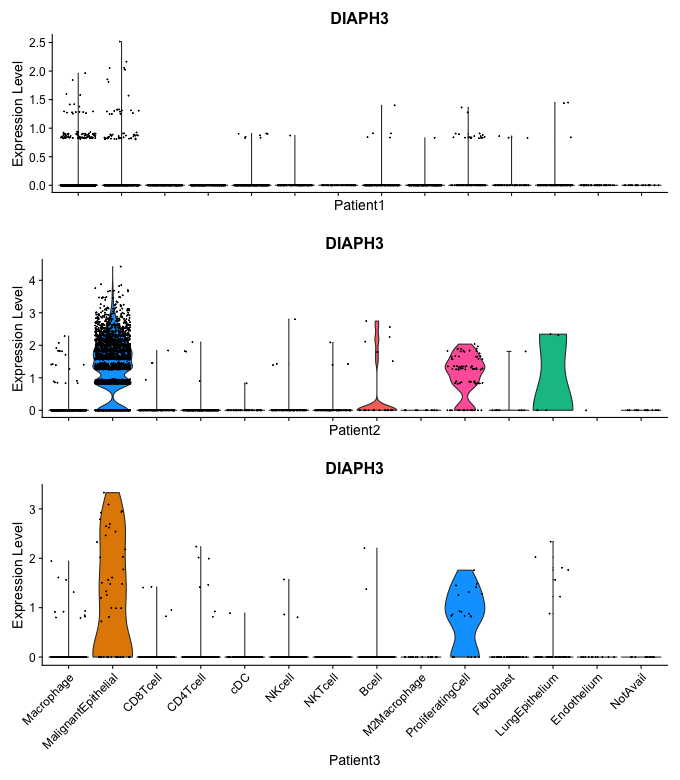 DIAPH3
Expression Level
2.5
2.0
1.5
1.0
0.5
0.0
Patient1
DIAPH3
Expression Level
4
3
2
1
0
Patient2
DIAPH3
Expression Level
3
2
1
0
Macrophage
MalignantEpithelial
CD8Tcell
CD4Tcell
cDC
NKcell
NKTcell
Bcell
M2Macrophage
ProliferatingCell
Fibroblast
LungEpithelium
Endothelium
NotAvail
Patient3